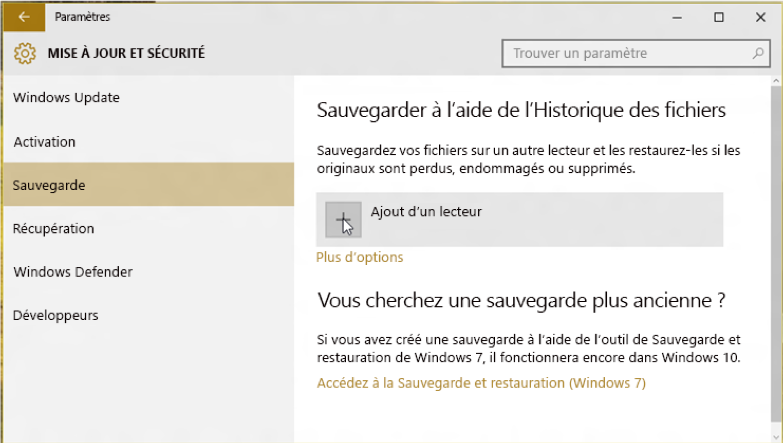 Paramètres
MISE À JOUR ET SÉCURITÉ
Trouver un paramètre
Windows Update
Activation
Sauvegarde
Récupération
Windows Defender
Développeurs
Sauvegarder à l'aide de l'Historique des fichiers
Sauvegardez vos fichiers sur un autre lecteur et les restaurez-les si les
originaux sont perdus, endommagés ou supprimés.
Ajout d'un lecteur
Plus d'options
Vous cherchez une sauvegarde plus ancienne ?
Si vous avez créé une sauvegarde à l'aide de l'outil de Sauvegarde et
restauration de Windows 7, il fonctionnera encore dans Windows 10.
Accédez à la Sauvegarde et restauration (Windows 7)